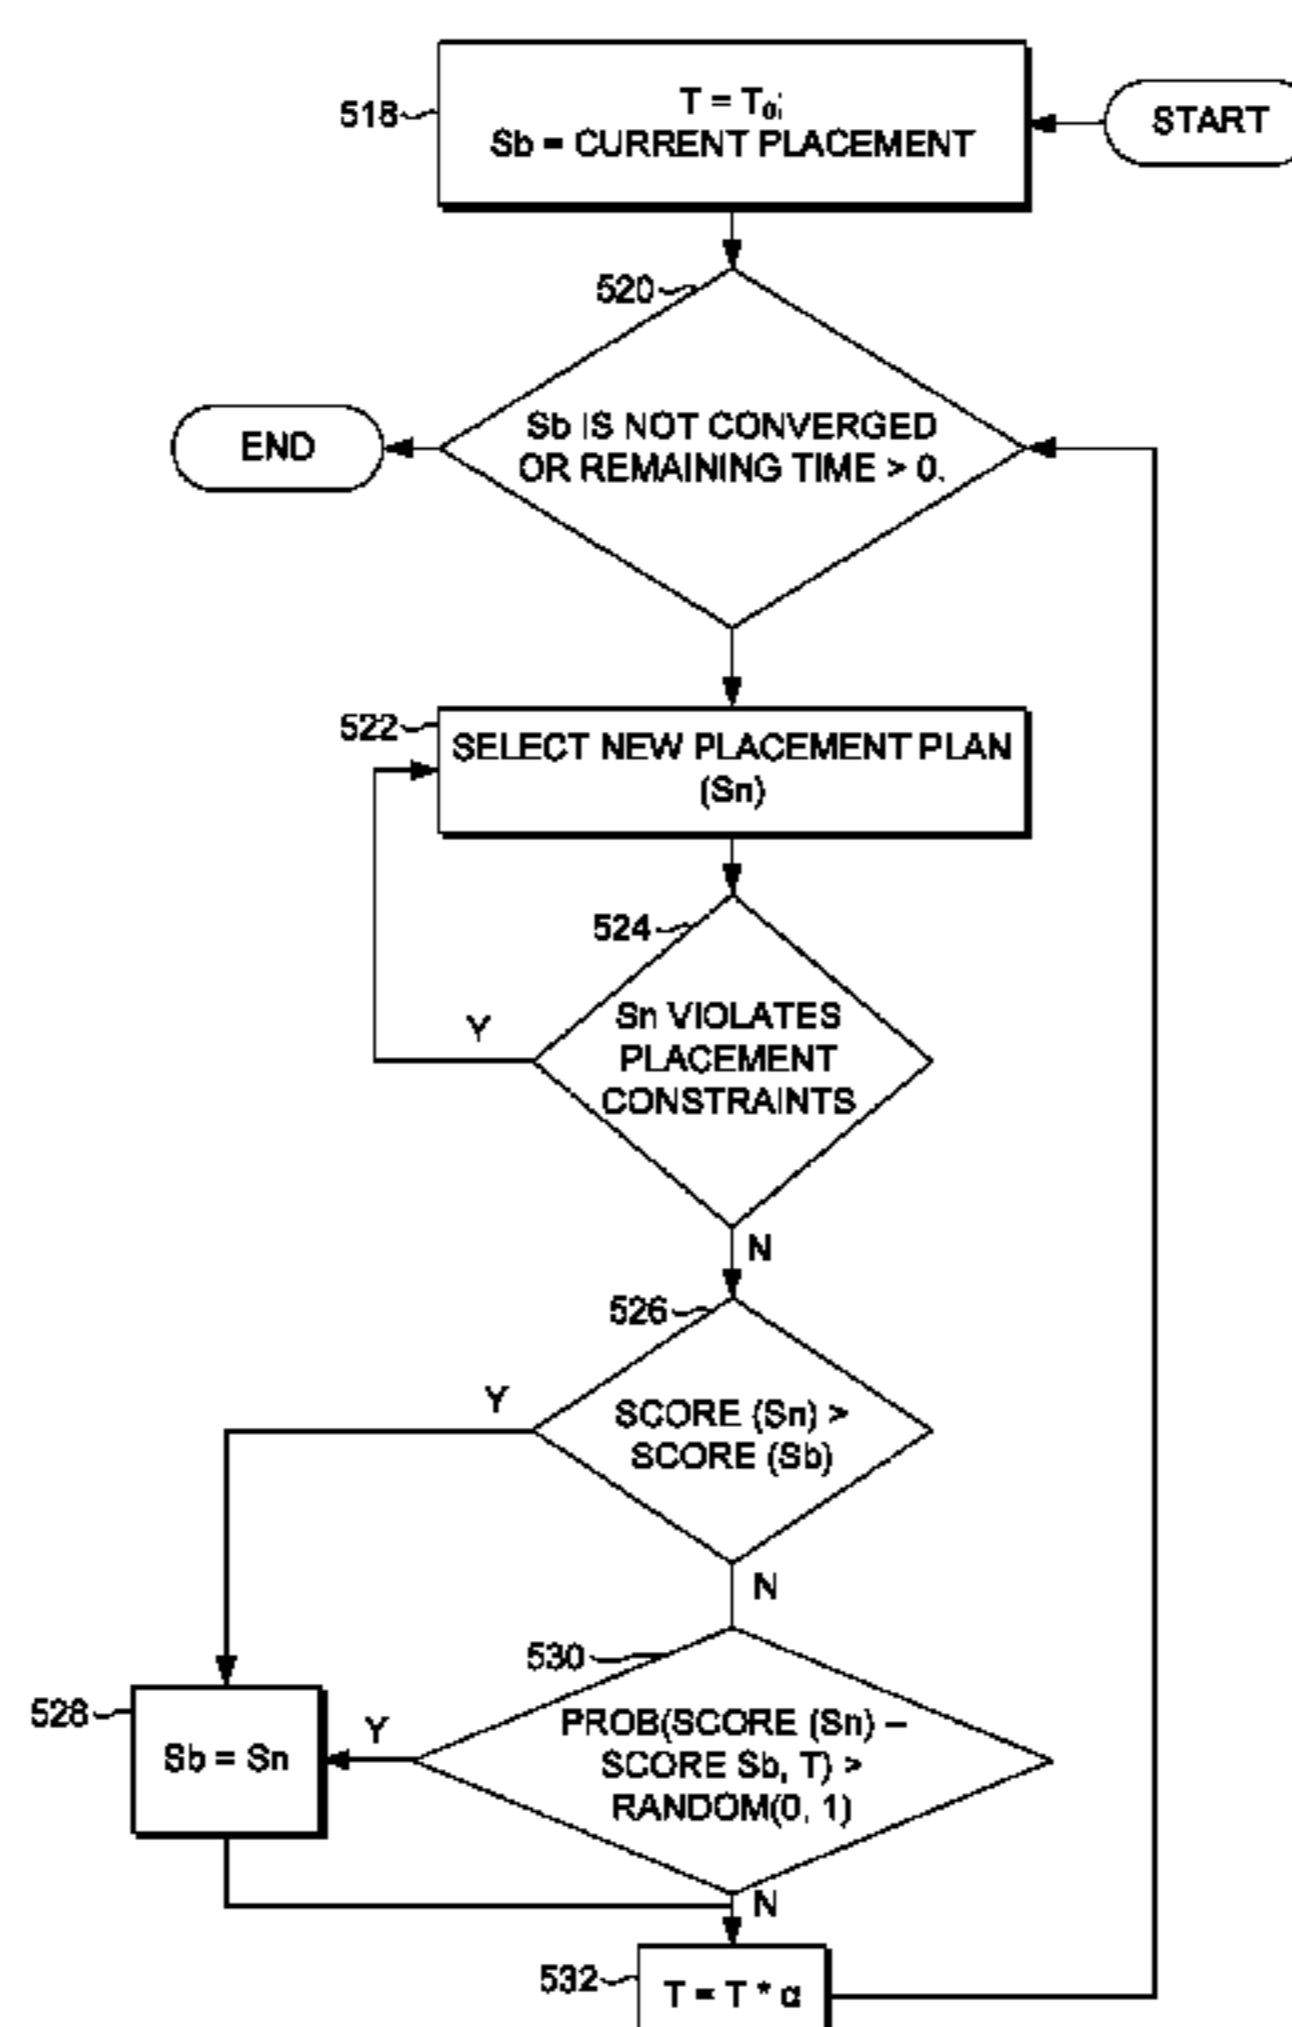 518
T = T₀;
Sb = CURRENT PLACEMENT
START
520
Sb IS NOT CONVERGED
OR REMAINING TIME > 0.
END
522
SELECT NEW PLACEMENT PLAN
(Sn)
524
Sn VIOLATES
PLACEMENT
CONSTRAINTS
Y
N
526
SCORE (Sn) >
SCORE (Sb)
Y
N
530
PROB(SCORE (Sn) –
SCORE Sb, T) >
RANDOM(0, 1)
Y
528
Sb = Sn
N
532
T = T * α